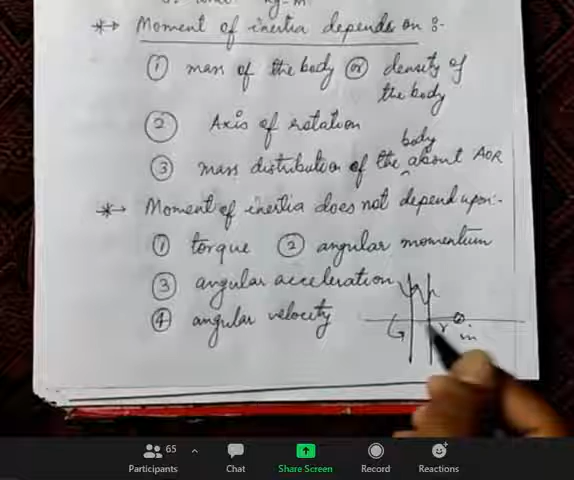 *→ Moment of inertia depends on :-
① mass of the body (or) density of
the body
② Axis of rotation
body
③ mass distribution of the ^ about AOR
*→ Moment of inertia does not depend upon:-
① torque ② angular momentum
③ angular acceleration
④ angular velocity
r
m
65
Participants Chat Share Screen Record Reactions